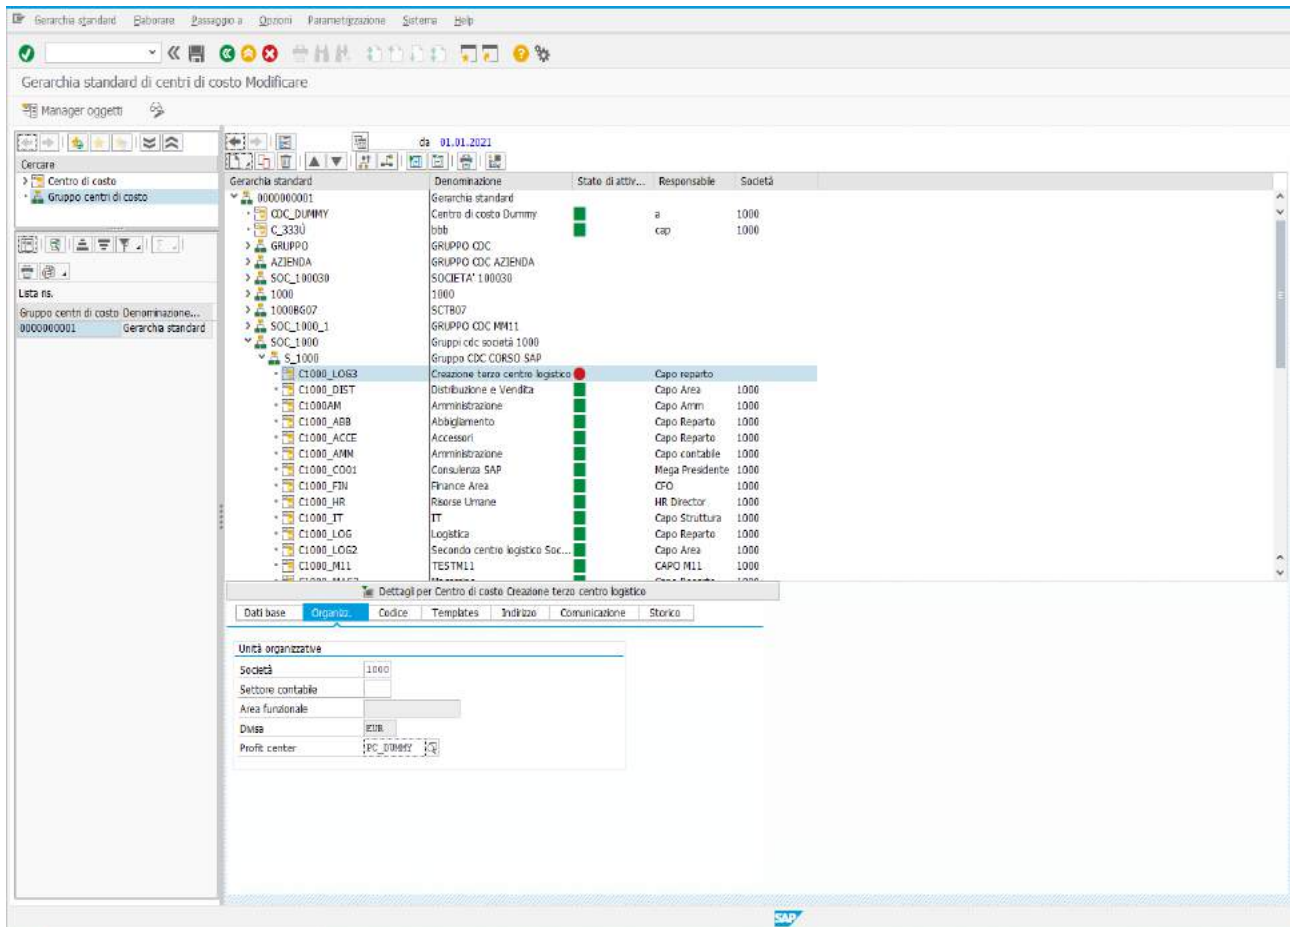 Gerarchia standard Elaborare Passaggio a Opzioni Parametrizzazione Sistema Help
Gerarchia standard di centri di costo Modificare
Manager oggetti
da 01.01.2021
Cercare
Centro di costo
Gruppo centri di costo
Lista ris.
Gruppo centri di costo Denominazione...
0000000001 Gerarchia standard
Gerarchia standard Denominazione Stato di attiv... Responsable Società
0000000001 Gerarchia standard
CDC_DUMMY Centro di costo Dummy a 1000
C_333Ù bbb cap 1000
GRUPPO GRUPPO CDC
AZIENDA GRUPPO CDC AZIENDA
SOC_100030 SOCIETA' 100030
1000 1000
1000BG07 SCTB07
SOC_1000_1 GRUPPO CDC MM11
SOC_1000 Gruppi cdc società 1000
S_1000 Gruppo CDC CORSO SAP
C1000_LOG3 Creazione terzo centro logistico Capo reparto
C1000_DIST Distribuzione e Vendita Capo Area 1000
C1000AM Amministrazione Capo Amm 1000
C1000_ABB Abbigliamento Capo Reparto 1000
C1000_ACCE Accessori Capo Reparto 1000
C1000_AMM Amministrazione Capo contabile 1000
C1000_CO01 Consulenza SAP Mega Presidente 1000
C1000_FIN Finance Area CFO 1000
C1000_HR Risorse Umane HR Director 1000
C1000_IT IT Capo Struttura 1000
C1000_LOG Logistica Capo Reparto 1000
C1000_LOG2 Secondo centro logistico Soc... Capo Area 1000
C1000_M11 TESTM11 CAPO M11 1000
Dettagli per Centro di costo Creazione terzo centro logistico
Dati base Organiz. Codice Templates Indirizzo Comunicazione Storico
Unità organizzative
Società 1000
Settore contabile
Area funzionale
Divisa EUR
Profit center PC_DUMMY
SAP